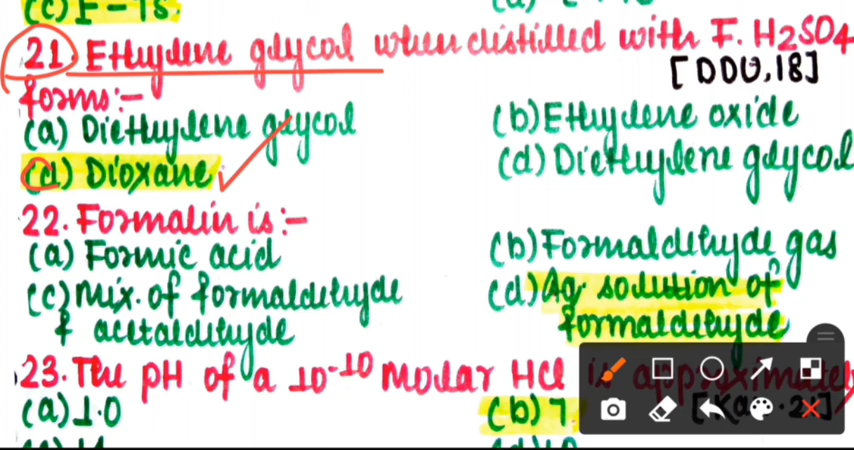 21. Ethylene glycol when distilled with F. H2SO4
[DDU,18]
forms:-
(a) Diethylene glycol (b) Ethylene oxide
(d) Dioxane (d) Diethylene glycol
22. Formalin is:-
(a) Formic acid (b) Formaldehyde gas
(c) Mix. of formaldehyde (d) Aq. solution of
& acetaldehyde formaldehyde
23. The pH of a 10-10 Molar HCl is approximately
(a) 1.0 (b) 7